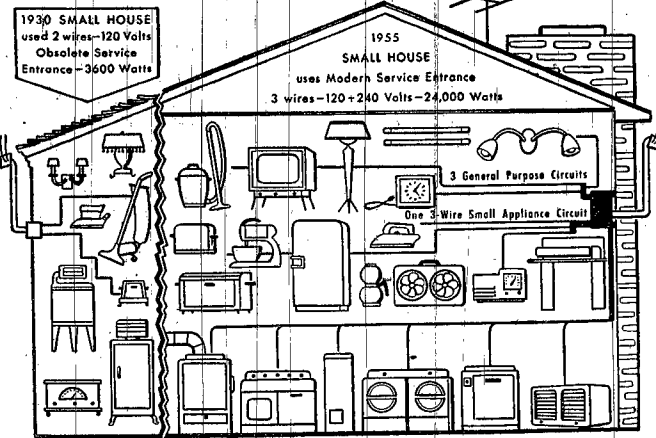 1930 SMALL HOUSE
used 2 wires—120 Volts
Obsolete Service
Entrance—3600 Watts
1955
SMALL HOUSE
uses Modern Service Entrance
3 wires—120+240 Volts—24,000 Watts
3 General Purpose Circuits
One 3-Wire Small Appliance Circuit